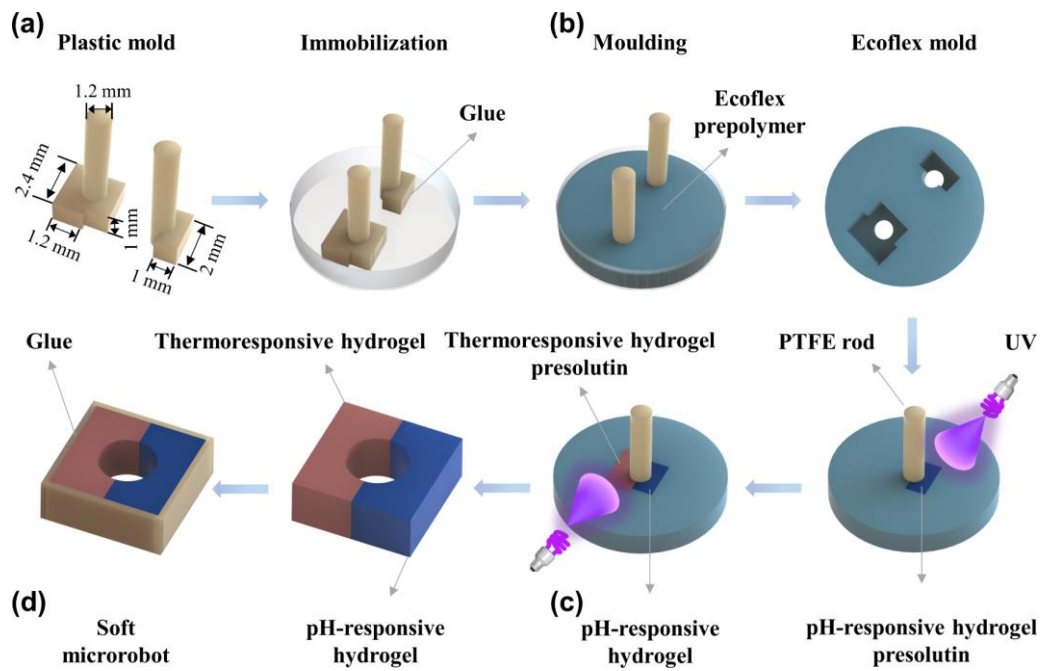 (a)
Plastic mold
Immobilization
(b)
Moulding
Ecoflex mold
1.2 mm
2.4 mm
1.2 mm
1 mm
1 mm
2 mm
Glue
Ecoflex
prepolymer
Glue
Thermoresponsive hydrogel
Thermoresponsive hydrogel
presolutin
PTFE rod
UV
(d)
Soft
microrobot
pH-responsive
hydrogel
(c)
pH-responsive
hydrogel
pH-responsive hydrogel
presolutin